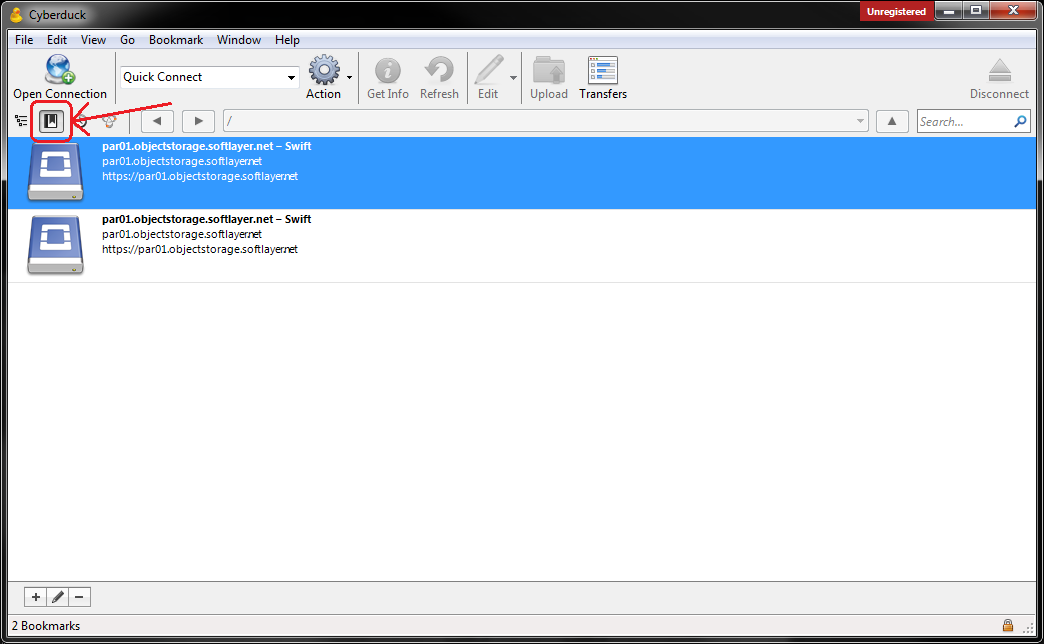 Cyberduck
Unregistered
File Edit View Go Bookmark Window Help
Open Connection
Quick Connect
Action
Get Info
Refresh
Edit
Upload
Transfers
Disconnect
/
Search...
par01.objectstorage.softlayer.net – Swift
par01.objectstorage.softlayer.net
https://par01.objectstorage.softlayer.net
par01.objectstorage.softlayer.net – Swift
par01.objectstorage.softlayer.net
https://par01.objectstorage.softlayer.net
2 Bookmarks